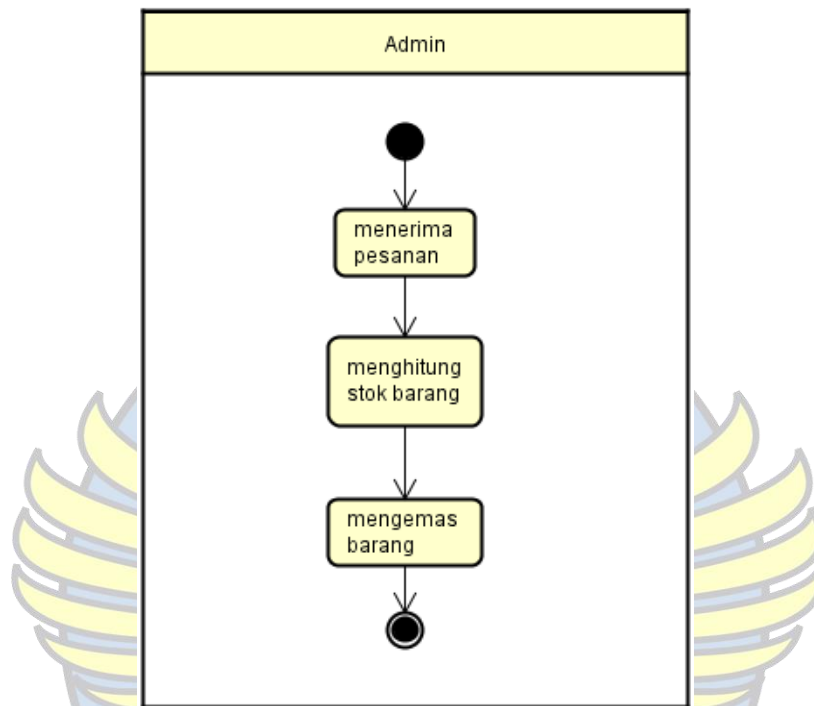 Admin
menerima
pesanan
menghitung
stok barang
mengemas
barang